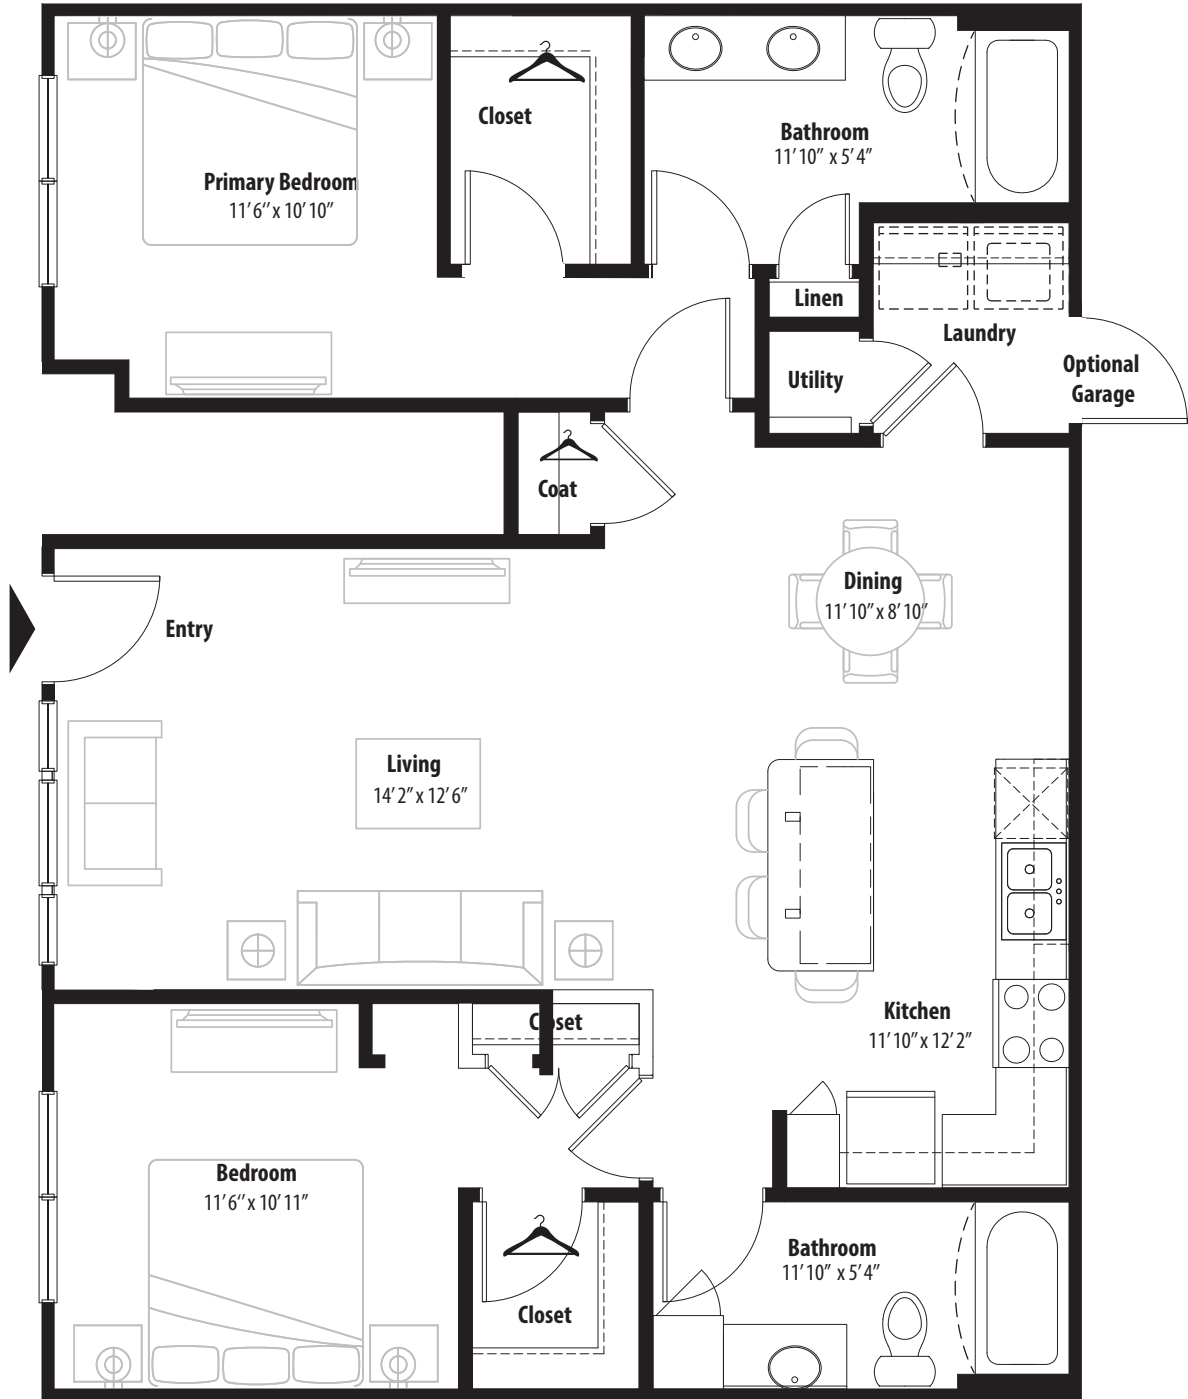 Closet
Bathroom
11'10" x 5'4"
Primary Bedroom
11'6" x 10'10"
Linen
Laundry
Utility
Optional
Garage
Coat
Dining
11'10" x 8'10"
Entry
Living
14'2" x 12'6"
Closet
Kitchen
11'10" x 12'2"
Bedroom
11'6" x 10'11"
Bathroom
11'10" x 5'4"
Closet